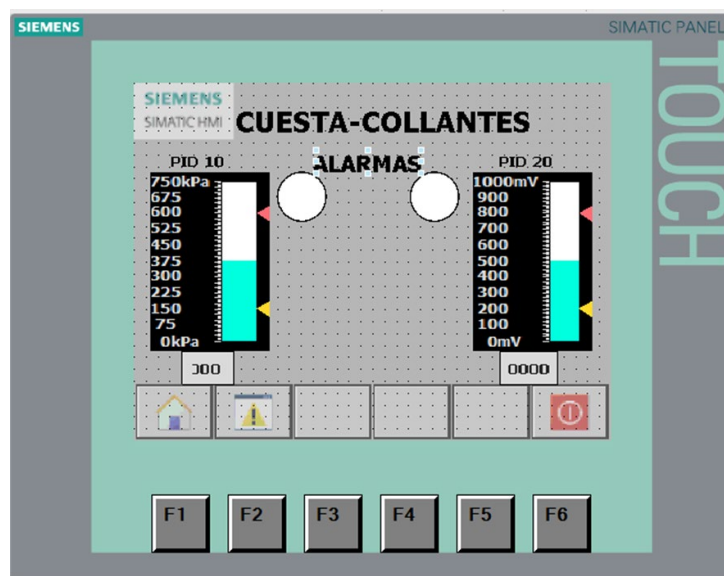 SIEMENS
SIMATIC PANEL
TOUCH
SIEMENS
SIMATIC HMI
CUESTA-COLLANTES
ALARMAS
PID 10
750kPa
675
600
525
450
375
300
225
150
75
0kPa
000
PID 20
1000mV
900
800
700
600
500
400
300
200
100
0mV
0000
F1 F2 F3 F4 F5 F6